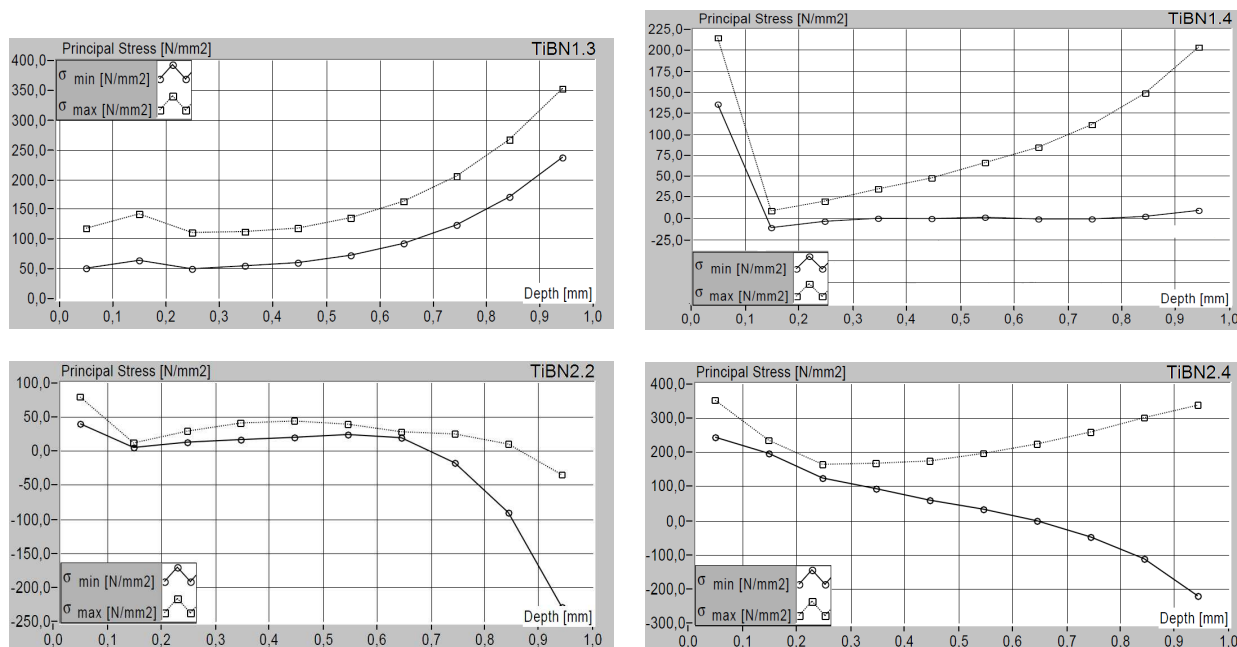 Principal Stress [N/mm2] TiBN1.3
400,0
350,0
300,0
250,0
200,0
150,0
100,0
50,0
0,0
σ min [N/mm2]
σ max [N/mm2]
Depth [mm]
0,0 0,1 0,2 0,3 0,4 0,5 0,6 0,7 0,8 0,9 1,0
Principal Stress [N/mm2] TiBN1.4
225,0
200,0
175,0
150,0
125,0
100,0
75,0
50,0
25,0
0,0
-25,0
σ min [N/mm2]
σ max [N/mm2]
Depth [mm]
0,0 0,1 0,2 0,3 0,4 0,5 0,6 0,7 0,8 0,9 1,0
Principal Stress [N/mm2] TiBN2.2
100,0
50,0
0,0
-50,0
-100,0
-150,0
-200,0
-250,0
σ min [N/mm2]
σ max [N/mm2]
Depth [mm]
0,0 0,1 0,2 0,3 0,4 0,5 0,6 0,7 0,8 0,9 1,0
Principal Stress [N/mm2] TiBN2.4
400,0
300,0
200,0
100,0
0,0
-100,0
-200,0
-300,0
σ min [N/mm2]
σ max [N/mm2]
Depth [mm]
0,0 0,1 0,2 0,3 0,4 0,5 0,6 0,7 0,8 0,9 1,0